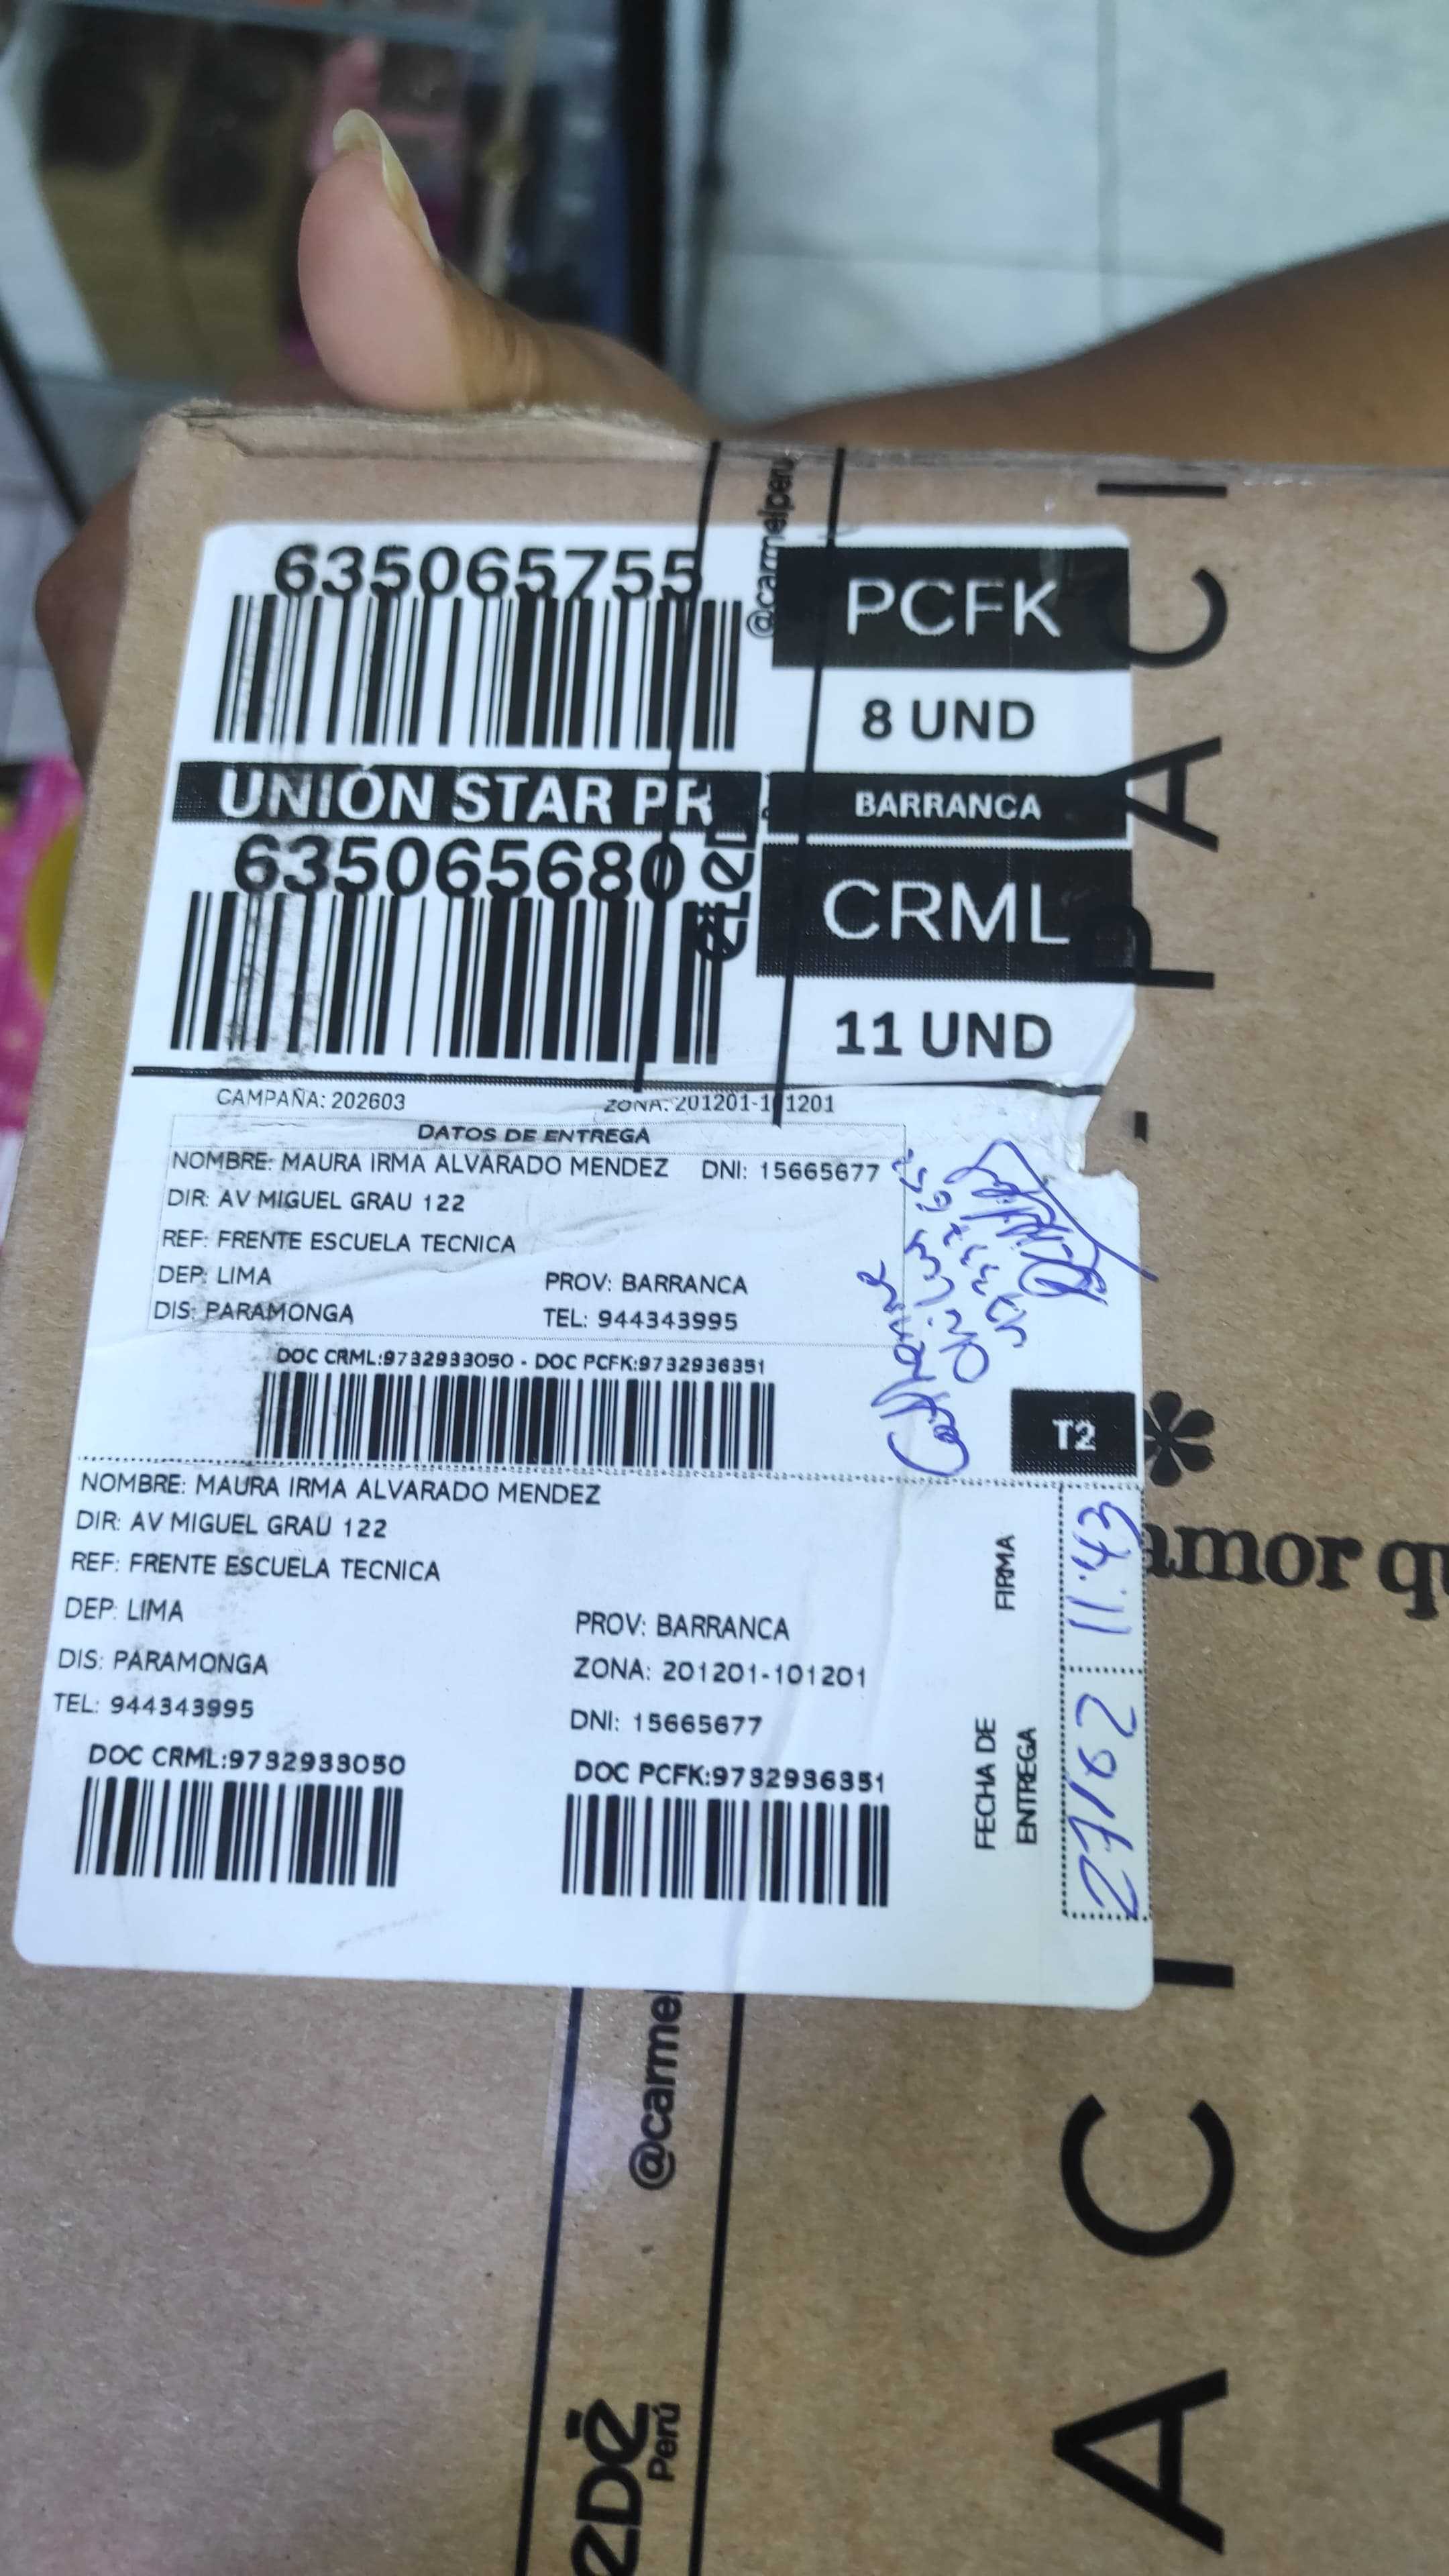 635065755
PCFK
8 UND
UNIÓN STAR PR
BARRANCA
635065680
CRML
11 UND
CAMPAÑA: 202603 ZONA: 201201-101201
DATOS DE ENTREGA
NOMBRE: MAURA IRMA ALVARADO MENDEZ DNI: 15665677
DIR: AV MIGUEL GRAU 122
REF: FRENTE ESCUELA TECNICA
DEP: LIMA PROV: BARRANCA
DIS: PARAMONGA TEL: 944343995
DOC CRML:9732933050 - DOC PCFK:9732936351
T2
NOMBRE: MAURA IRMA ALVARADO MENDEZ
DIR: AV MIGUEL GRAU 122
REF: FRENTE ESCUELA TECNICA
DEP: LIMA PROV: BARRANCA
DIS: PARAMONGA ZONA: 201201-101201
TEL: 944343995 DNI: 15665677
DOC CRML:9732933050 DOC PCFK:9732936351
FIRMA
11:43
FECHA DE
ENTREGA
27/02
@carmelperu
@carmel
PACI
ACI
amor qu
Perú